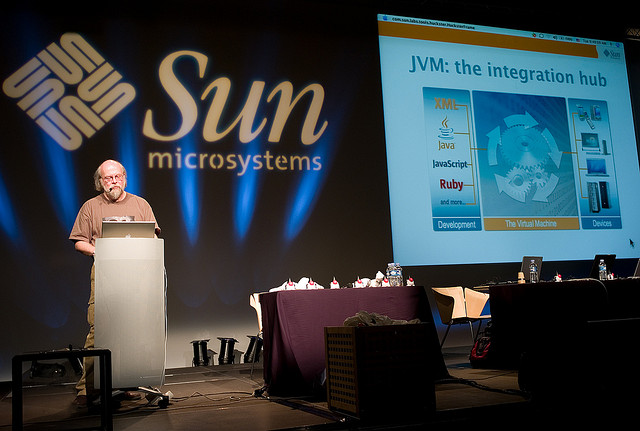 Sun
microsystems
JVM: the integration hub
XML
Java
JavaScript
Ruby
and more...
Development
The Virtual Machine
Devices